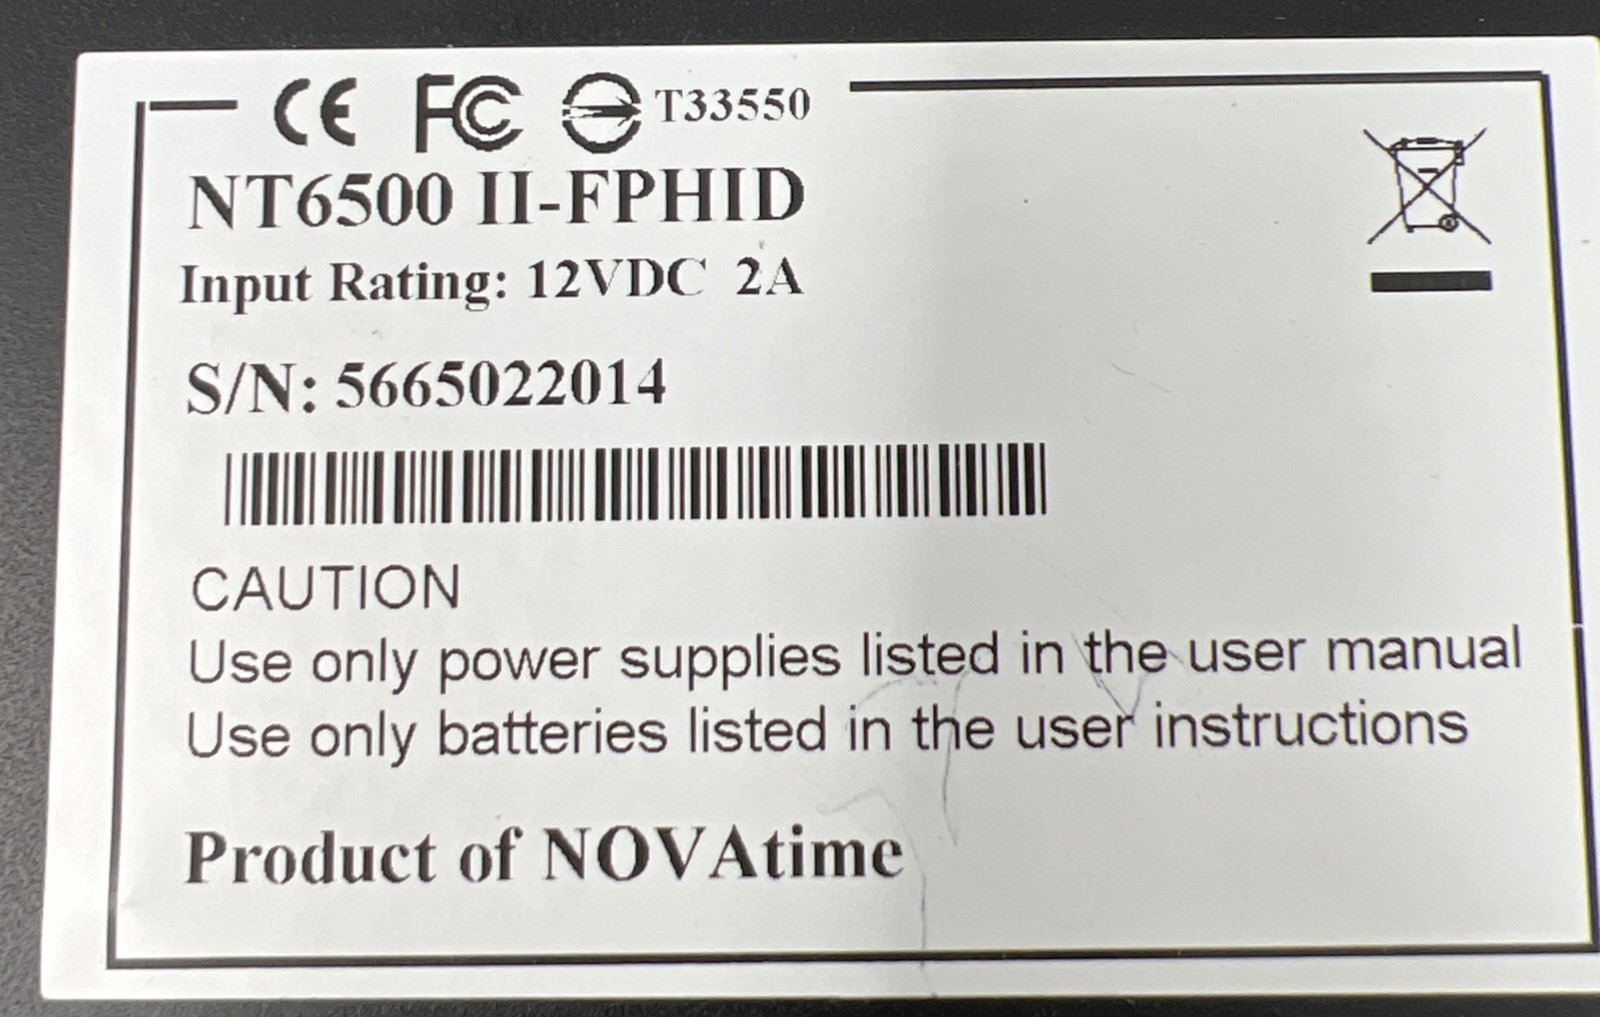 CE FC T33550
NT6500 II-FPHID
Input Rating: 12VDC 2A
S/N: 5665022014
CAUTION
Use only power supplies listed in the user manual
Use only batteries listed in the user instructions
Product of NOVAtime